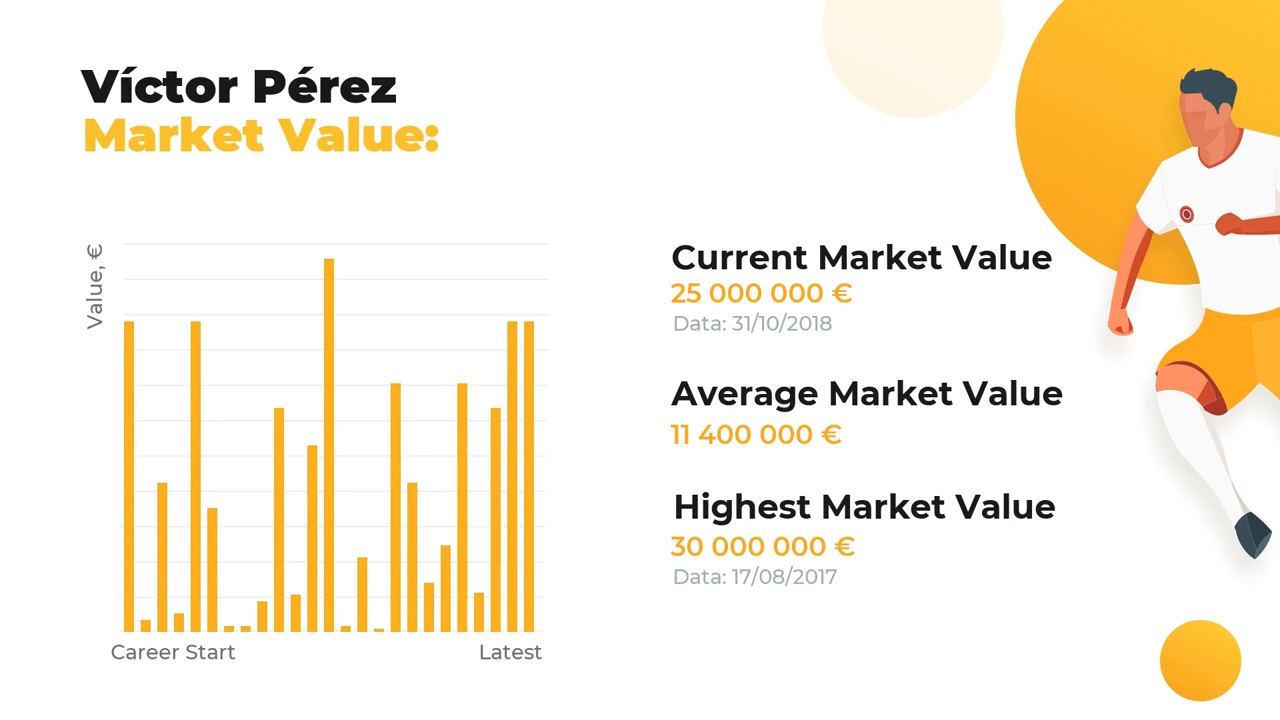 Víctor Pérez
Market Value:
Value, €
Career Start
Latest
Current Market Value
25 000 000 €
Data: 31/10/2018
Average Market Value
11 400 000 €
Highest Market Value
30 000 000 €
Data: 17/08/2017